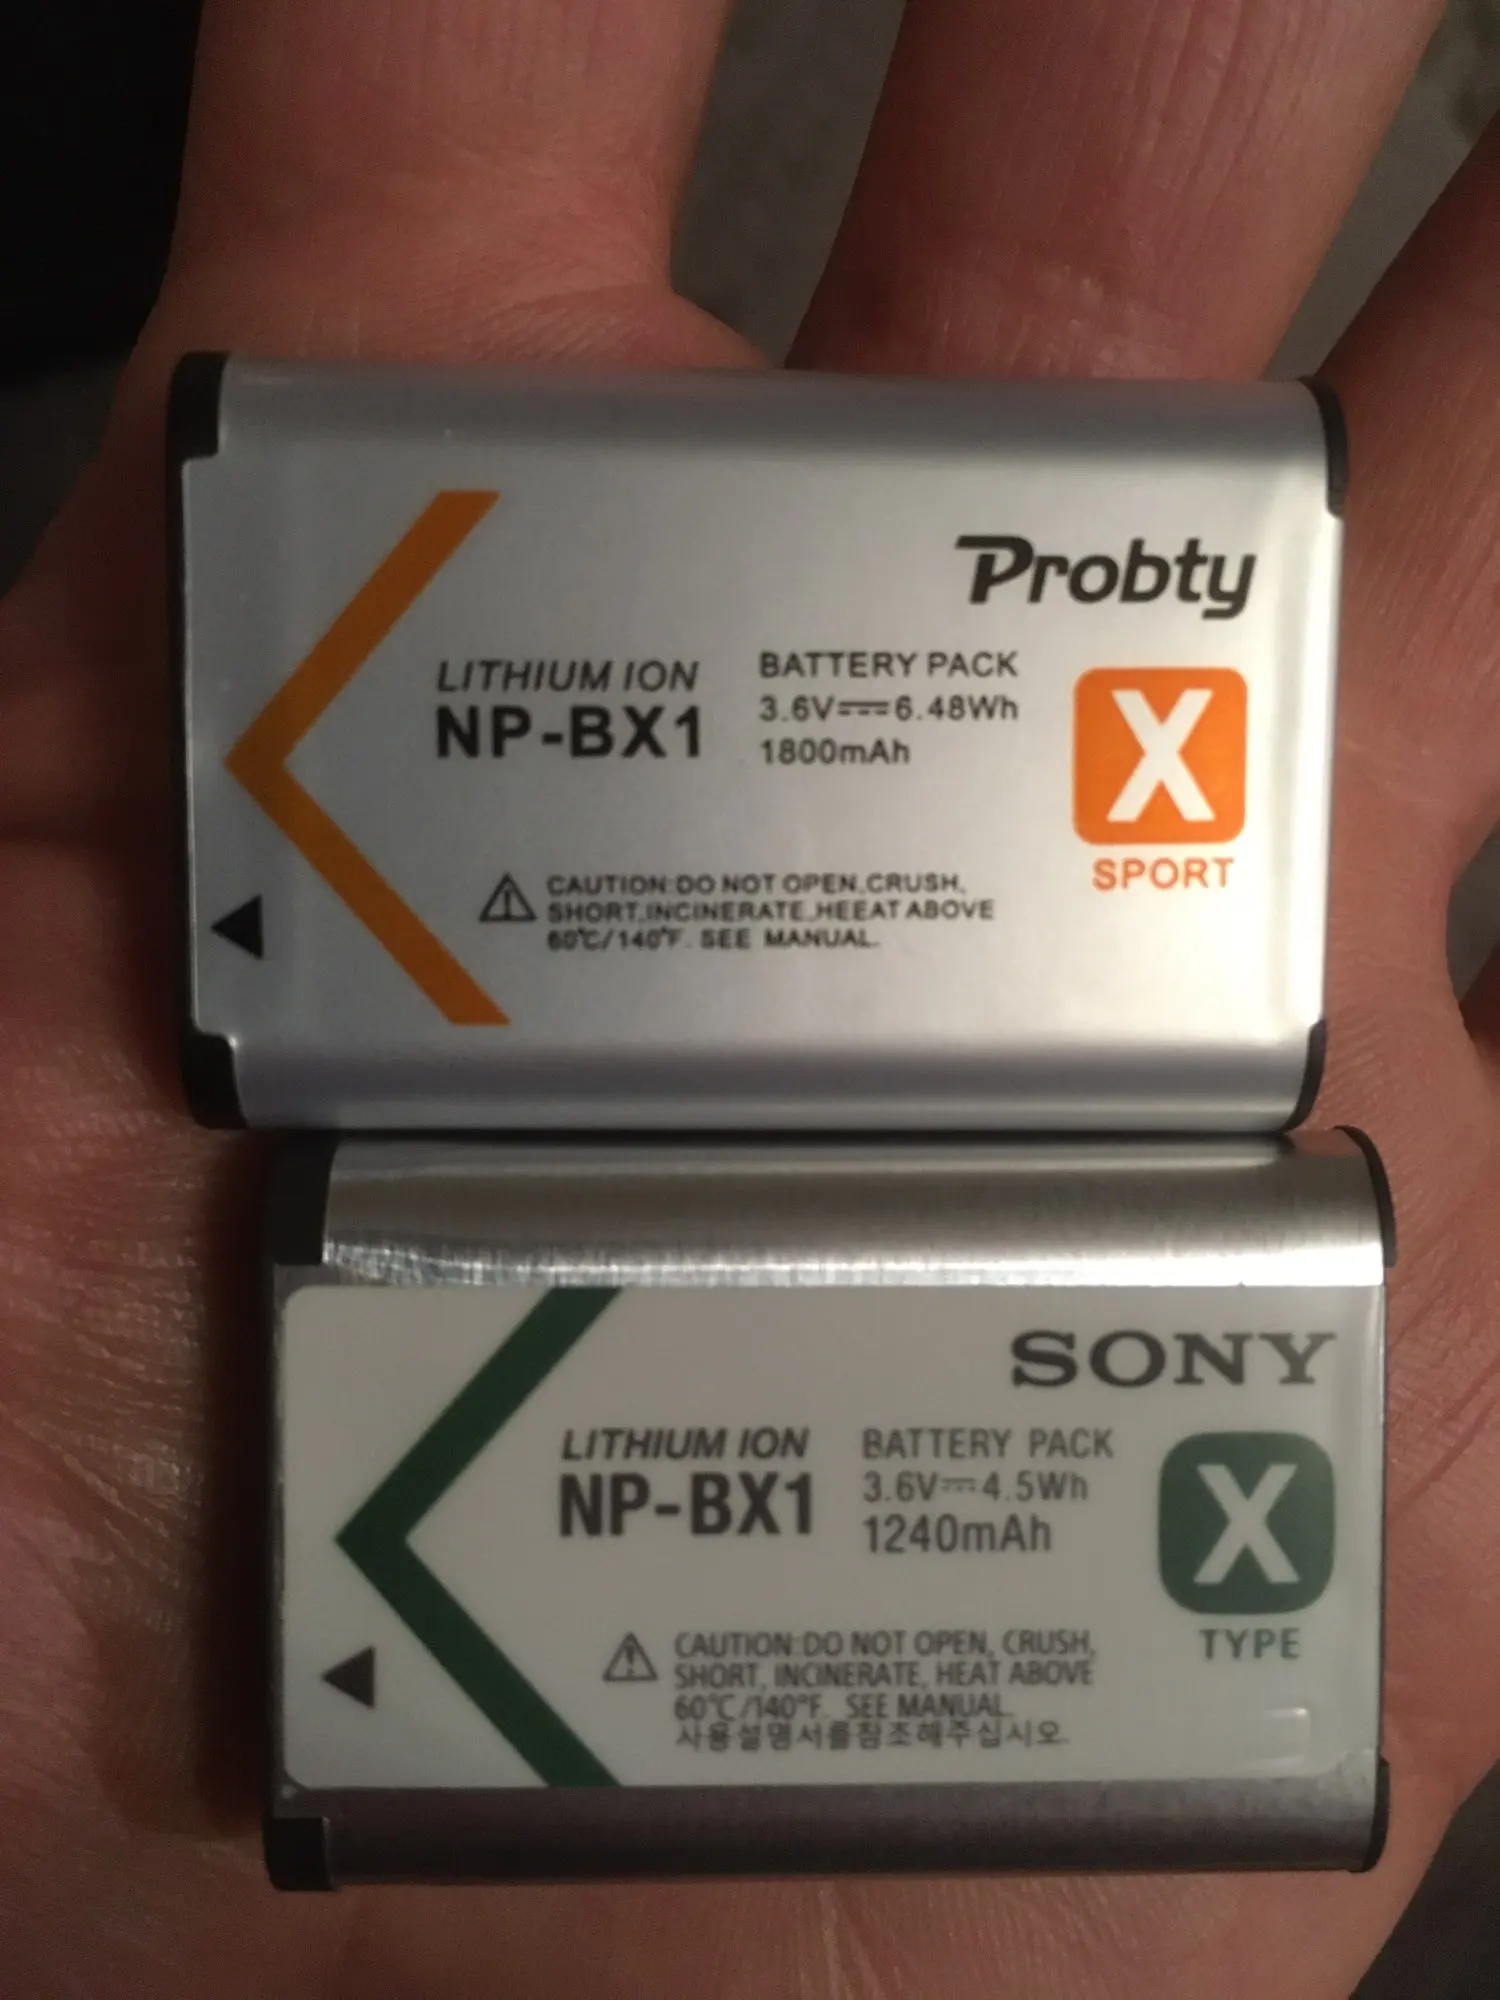 Probty
LITHIUM ION
NP-BX1
BATTERY PACK
3.6V⎓6.48Wh
1800mAh
X
SPORT
CAUTION:DO NOT OPEN,CRUSH,
SHORT,INCINERATE,HEEAT ABOVE
60℃/140℉. SEE MANUAL.
SONY
LITHIUM ION
NP-BX1
BATTERY PACK
3.6V⎓4.5Wh
1240mAh
X
TYPE
CAUTION:DO NOT OPEN, CRUSH,
SHORT, INCINERATE, HEAT ABOVE
60℃/140℉. SEE MANUAL.
사용설명서를참조해주십시오.